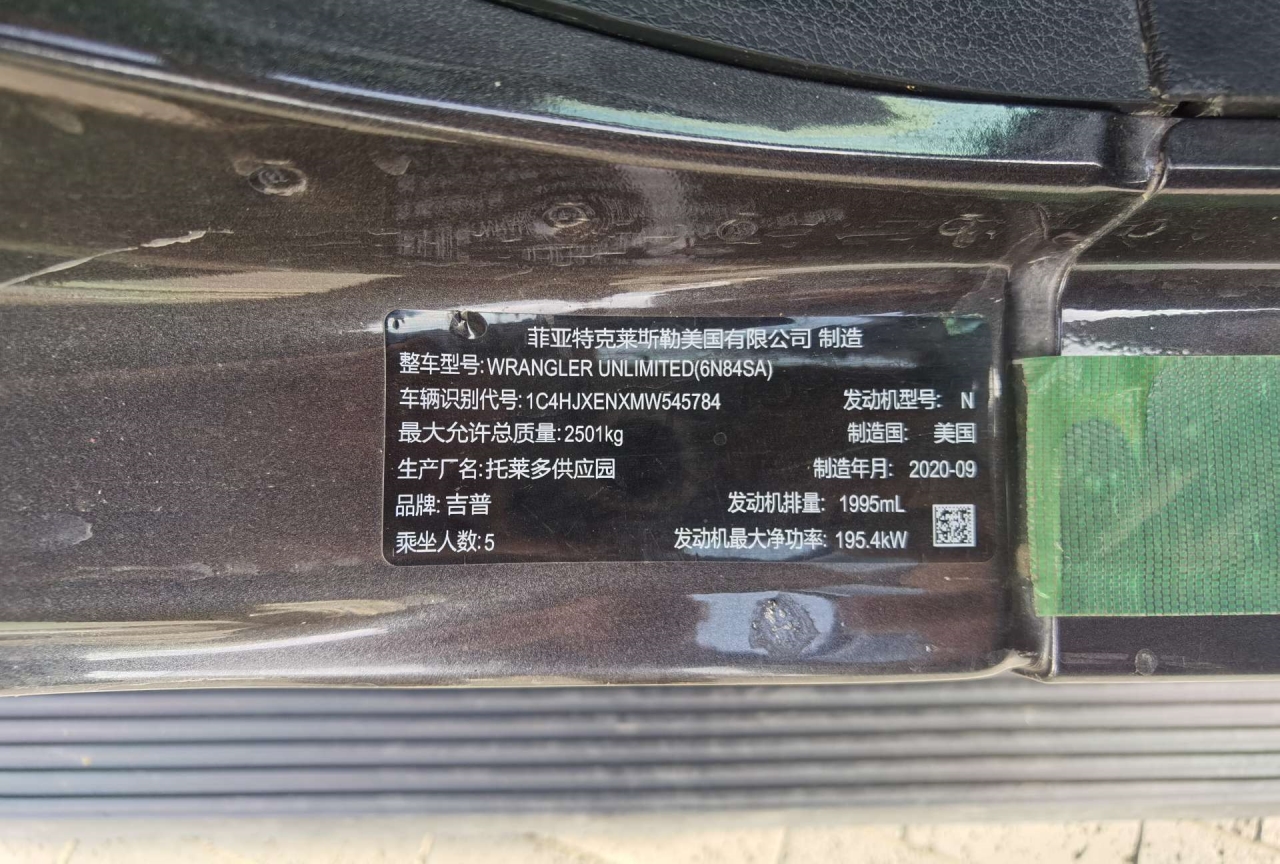 菲亚特克莱斯勒美国有限公司 制造
整车型号: WRANGLER UNLIMITED(6N84SA)
车辆识别代号: 1C4HJXENXMW545784 发动机型号: N
最大允许总质量: 2501kg 制造国: 美国
生产厂名: 托莱多供应园 制造年月: 2020-09
品牌: 吉普 发动机排量: 1995mL
乘坐人数: 5 发动机最大净功率: 195.4kW